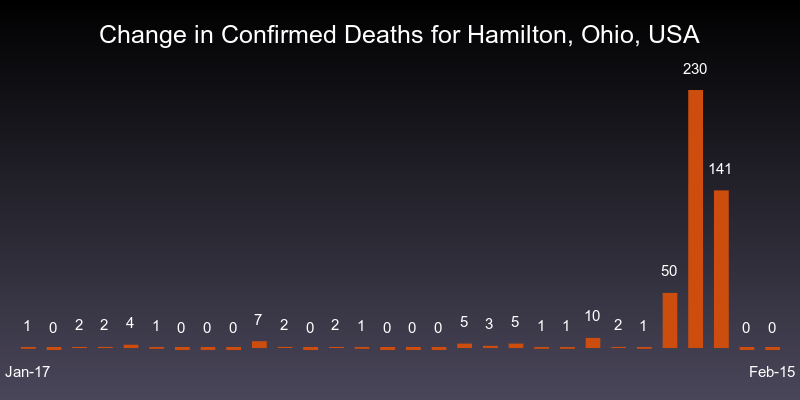 Change in Confirmed Deaths for Hamilton, Ohio, USA
230
141
50
1 0 2 2 4 1 0 0 0 7 2 0 2 1 0 0 0 5 3 5 1 1 10 2 1 0 0
Jan-17 Feb-15